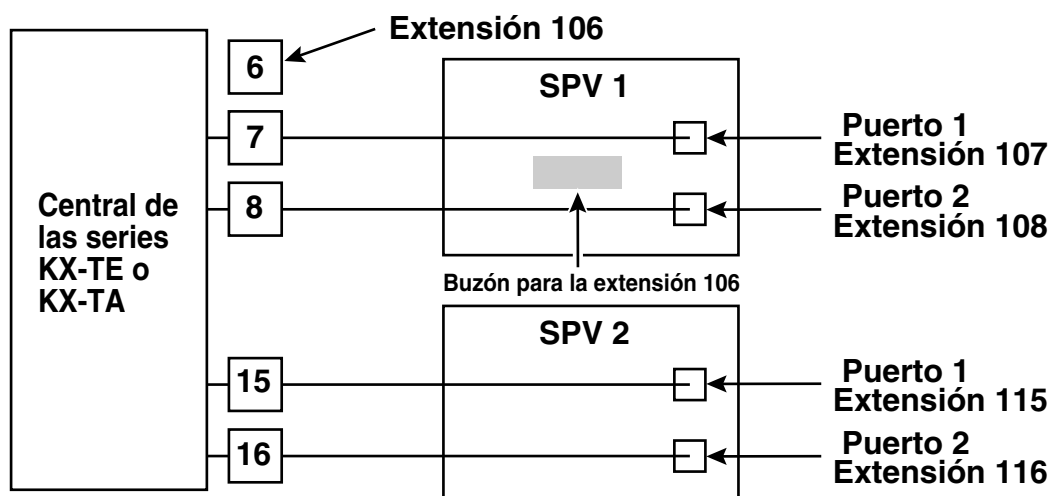 Extensión 106
6
SPV 1
7
Puerto 1
Extensión 107
8
Puerto 2
Extensión 108
Central de
las series
KX-TE o
KX-TA
Buzón para la extensión 106
SPV 2
15
Puerto 1
Extensión 115
16
Puerto 2
Extensión 116